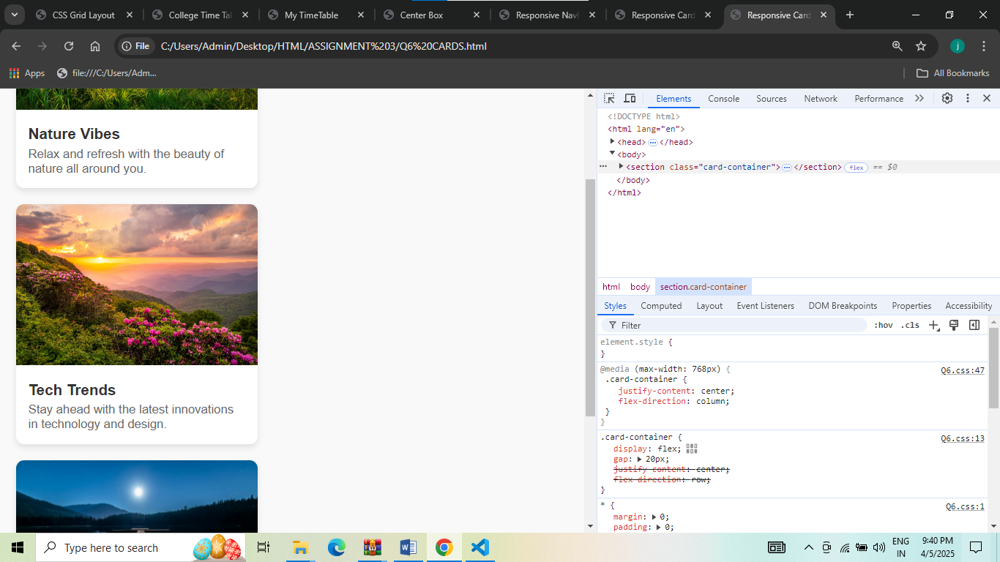 CSS Grid Layout
College Time Ta
My TimeTable
Center Box
Responsive Nav
Responsive Card
Responsive Card
File C:/Users/Admin/Desktop/HTML/ASSIGNMENT%203/Q6%20CARDS.html
j
Apps
file:///C:/Users/Adm...
All Bookmarks
Nature Vibes
Relax and refresh with the beauty of
nature all around you.
Tech Trends
Stay ahead with the latest innovations
in technology and design.
Elements Console Sources Network Performance
<!DOCTYPE html>
<html lang="en">
<head> ⋯ </head>
<body>
<section class="card-container"> ⋯ </section> flex == $0
</body>
</html>
html body section.card-container
Styles Computed Layout Event Listeners DOM Breakpoints Properties Accessibility
Filter :hov .cls
element.style {
}
@media (max-width: 768px) { Q6.css:47
.card-container {
justify-content: center;
flex-direction: column;
}
}
.card-container { Q6.css:13
display: flex;
gap: 20px;
justify-content: center;
flex-direction: row;
}
* { Q6.css:1
margin: 0;
padding: 0;
Type here to search
ENG
IN
9:40 PM
4/5/2025